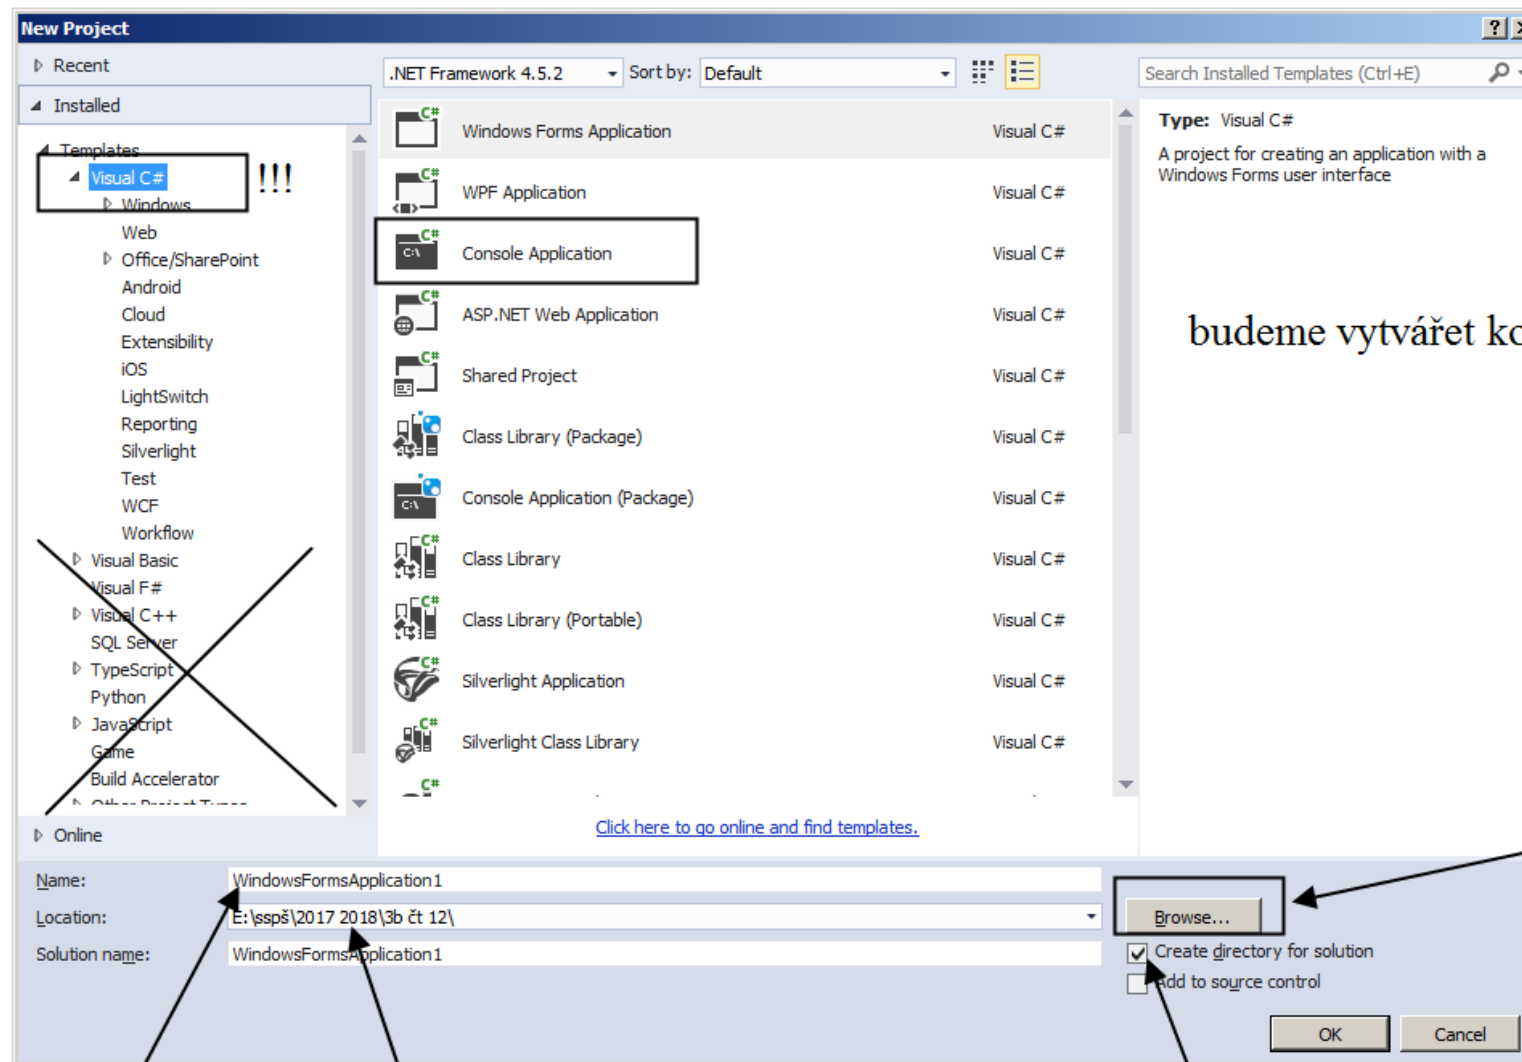 New Project
?
Recent
Installed
.NET Framework 4.5.2
Sort by: Default
Search Installed Templates (Ctrl+E)
Templates
Visual C#
!!!
Windows
Web
Office/SharePoint
Android
Cloud
Extensibility
iOS
LightSwitch
Reporting
Silverlight
Test
WCF
Workflow
Visual Basic
Visual F#
Visual C++
SQL Server
TypeScript
Python
JavaScript
Game
Build Accelerator
Other Project Types
Online
Windows Forms Application Visual C#
WPF Application Visual C#
Console Application Visual C#
ASP.NET Web Application Visual C#
Shared Project Visual C#
Class Library (Package) Visual C#
Console Application (Package) Visual C#
Class Library Visual C#
Class Library (Portable) Visual C#
Silverlight Application Visual C#
Silverlight Class Library Visual C#
Click here to go online and find templates.
Type: Visual C#
A project for creating an application with a
Windows Forms user interface
budeme vytvářet
Name: WindowsFormsApplication1
Location: E:\sspš\2017 2018\3b čt 12\
Browse...
Solution name: WindowsFormsApplication1
Create directory for solution
Add to source control
OK
Cancel